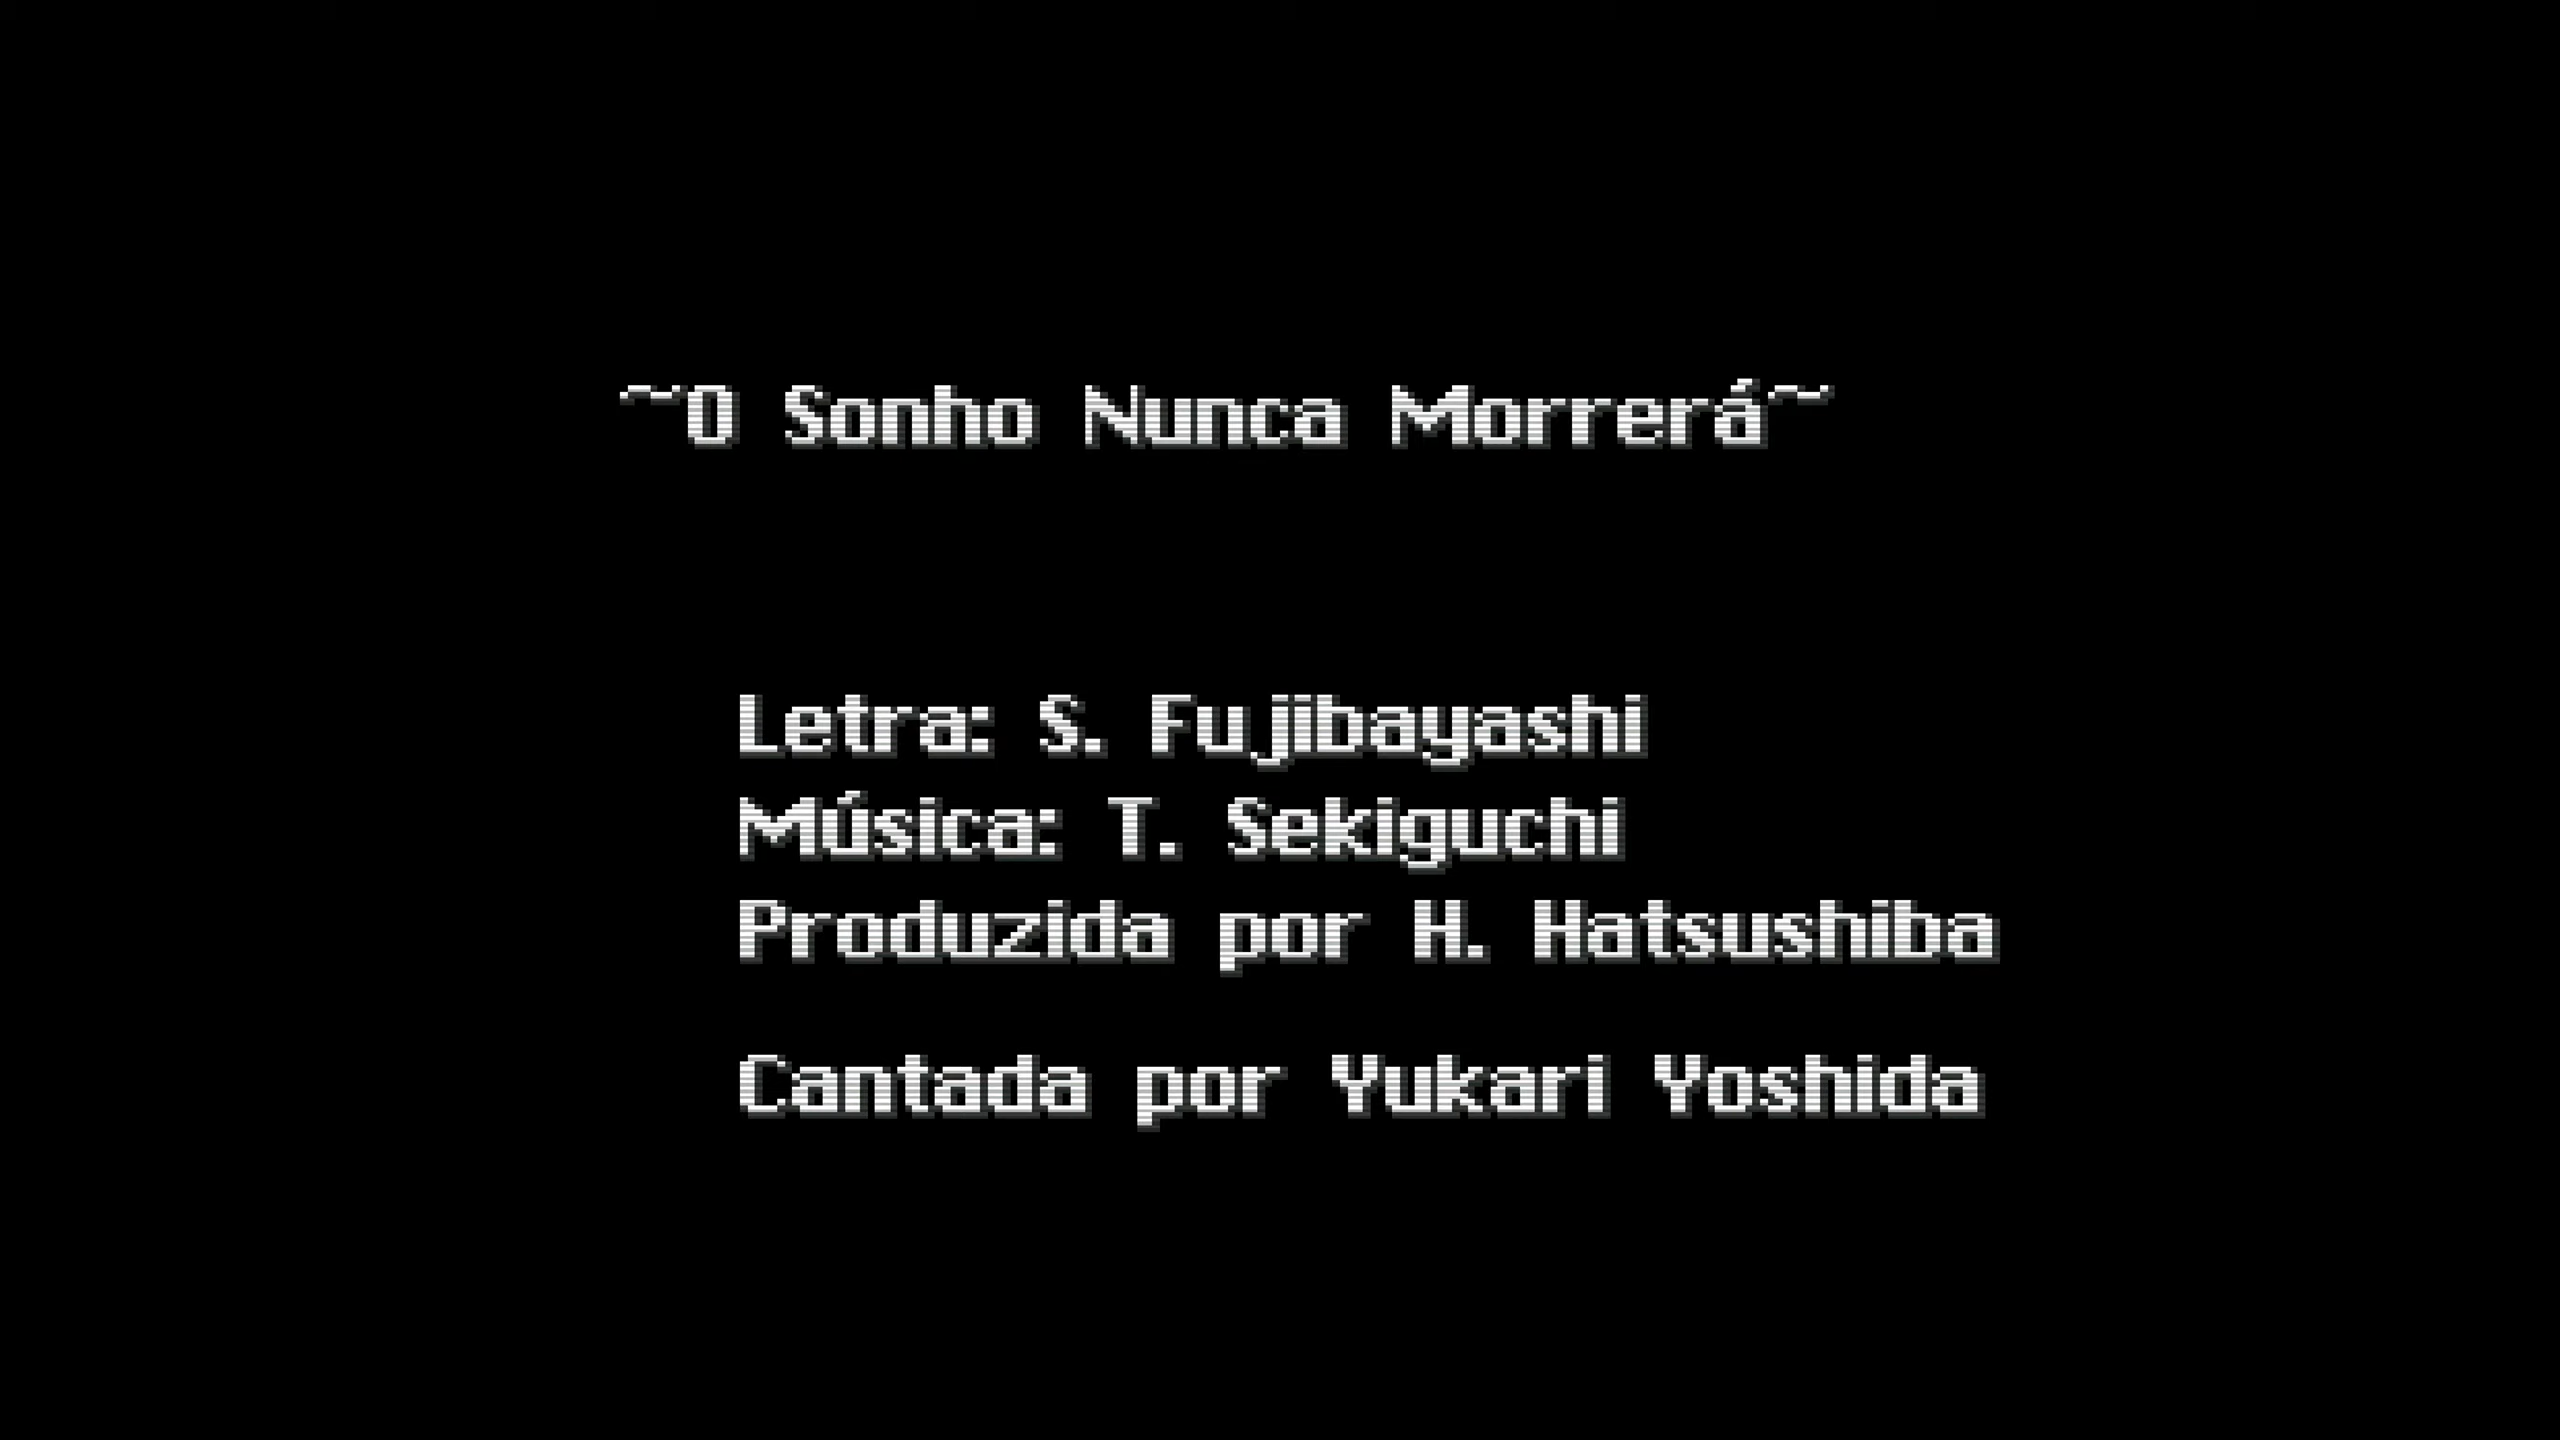 ~O Sonho Nunca Morrerá~
Letra: S. Fujibayashi
Música: T. Sekiguchi
Produzida por H. Hatsushiba
Cantada por Yukari Yoshida